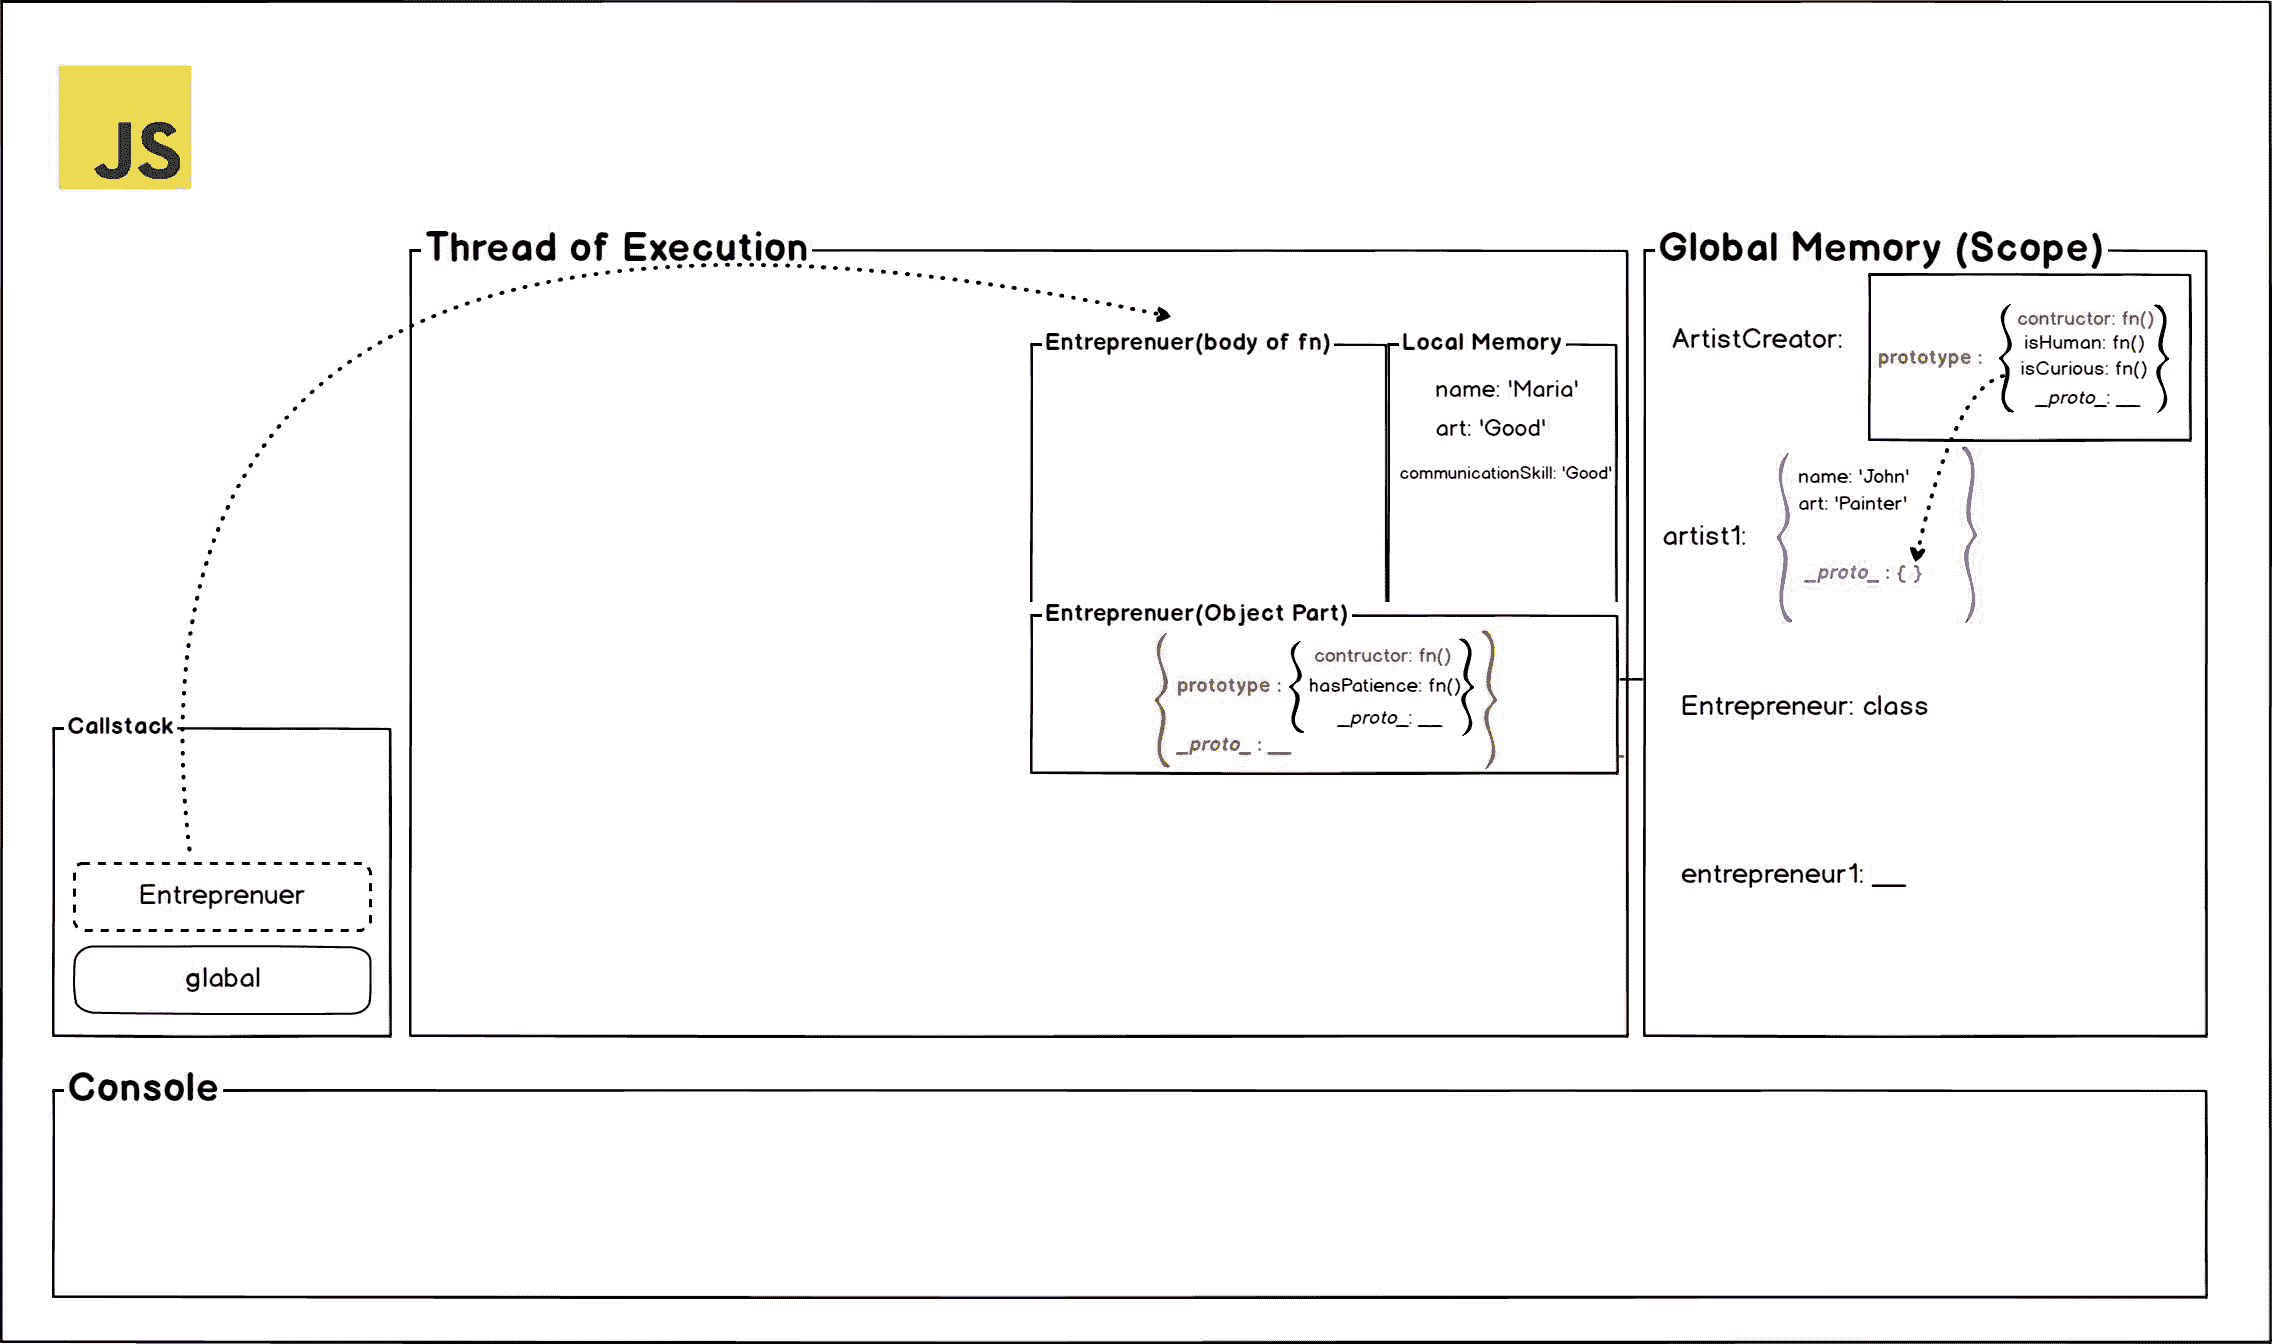 JS
Thread of Execution
Global Memory (Scope)
Entreprenuer(body of fn)
Local Memory
name: 'Maria'
art: 'Good'
communicationSkill: 'Good'
Entreprenuer(Object Part)
contructor: fn()
prototype :
hasPatience: fn()
_proto_: __
_proto_ : __
ArtistCreator:
contructor: fn()
isHuman: fn()
prototype :
isCurious: fn()
_proto_: __
name: 'John'
art: 'Painter'
artist1:
_proto_ : { }
Entrepreneur: class
entrepreneur1: __
Callstack
Entreprenuer
glabal
Console